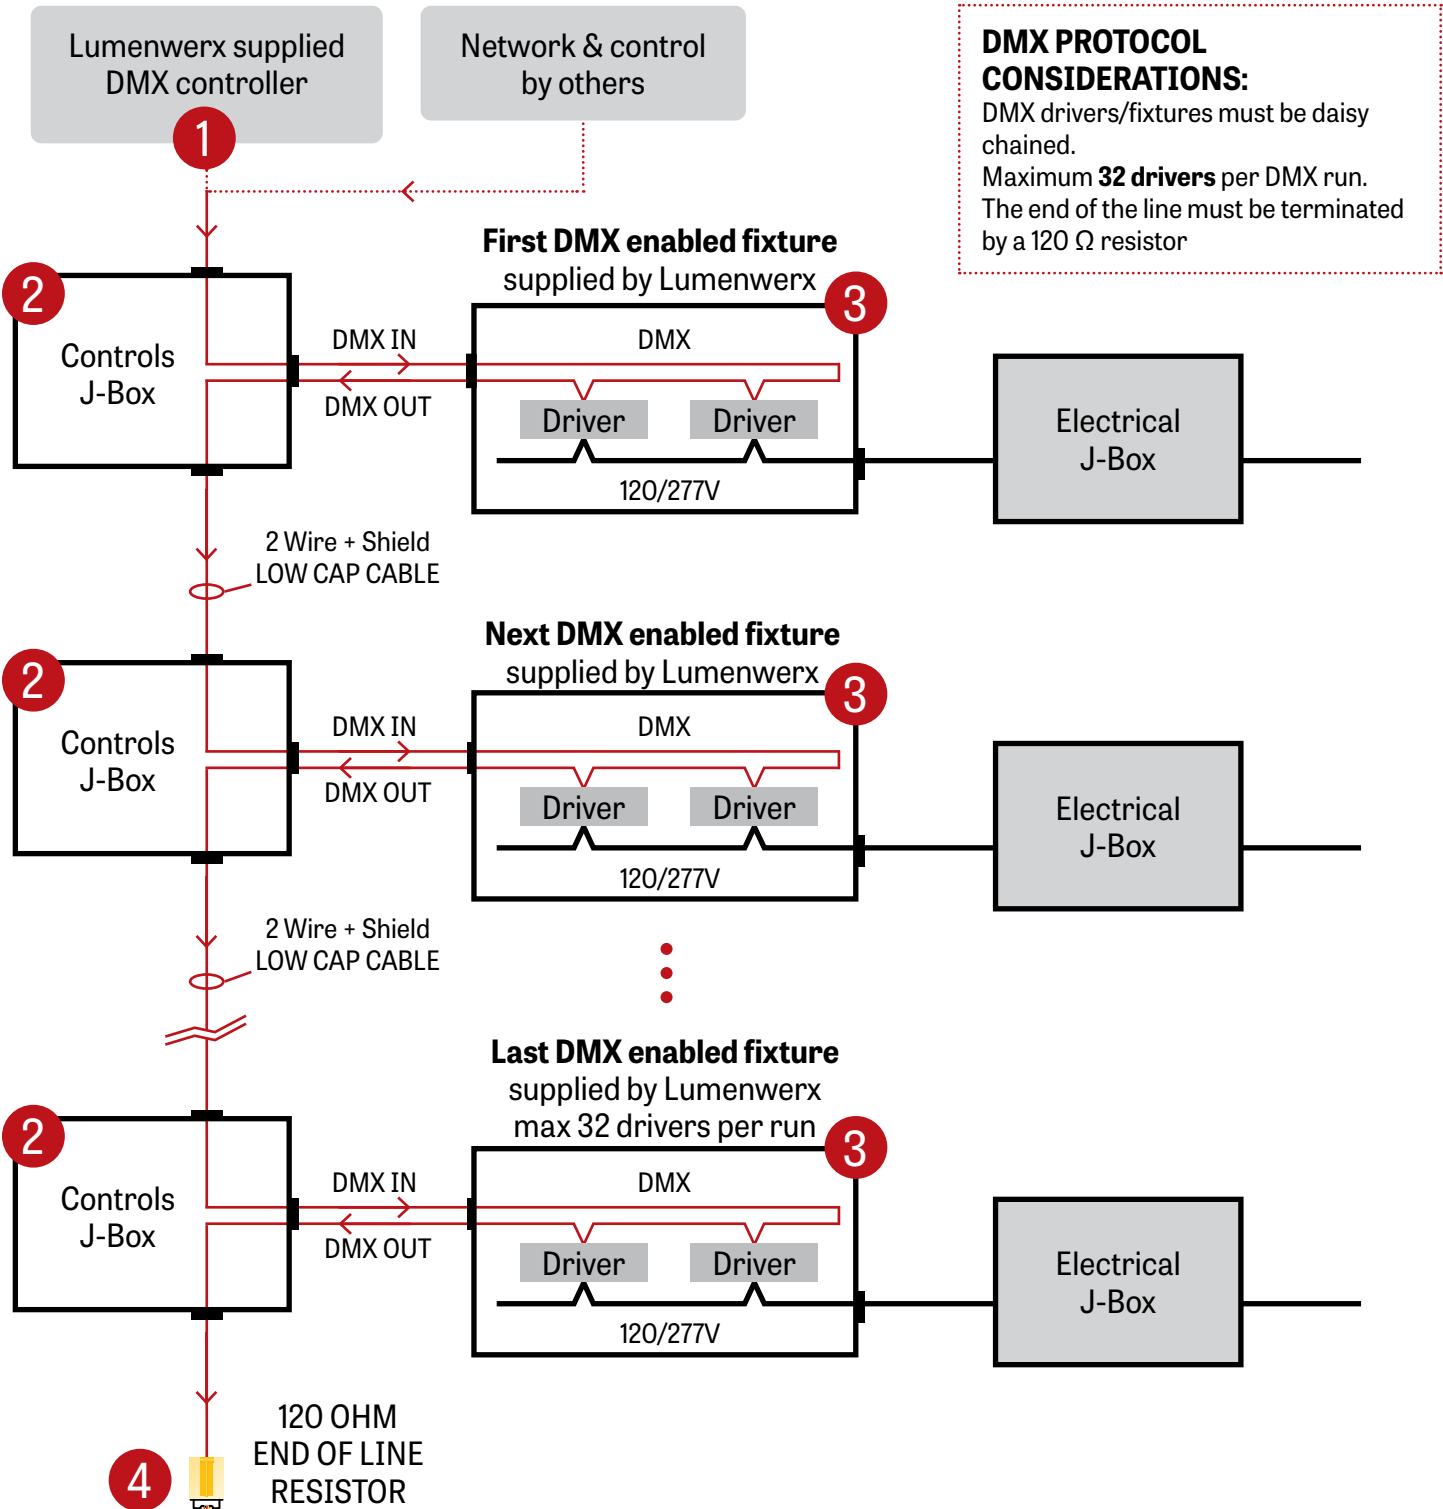 Lumenwerx supplied
DMX controller
1
Network & control
by others
DMX PROTOCOL
CONSIDERATIONS:
DMX drivers/fixtures must be daisy
chained.
Maximum 32 drivers per DMX run.
The end of the line must be terminated
by a 120 Ω resistor
First DMX enabled fixture
supplied by Lumenwerx
2
Controls
J-Box
DMX IN
DMX OUT
3
DMX
Driver
Driver
120/277V
Electrical
J-Box
2 Wire + Shield
LOW CAP CABLE
Next DMX enabled fixture
supplied by Lumenwerx
2
Controls
J-Box
DMX IN
DMX OUT
3
DMX
Driver
Driver
120/277V
Electrical
J-Box
2 Wire + Shield
LOW CAP CABLE
Last DMX enabled fixture
supplied by Lumenwerx
max 32 drivers per run
2
Controls
J-Box
DMX IN
DMX OUT
3
DMX
Driver
Driver
120/277V
Electrical
J-Box
4
120 OHM
END OF LINE
RESISTOR